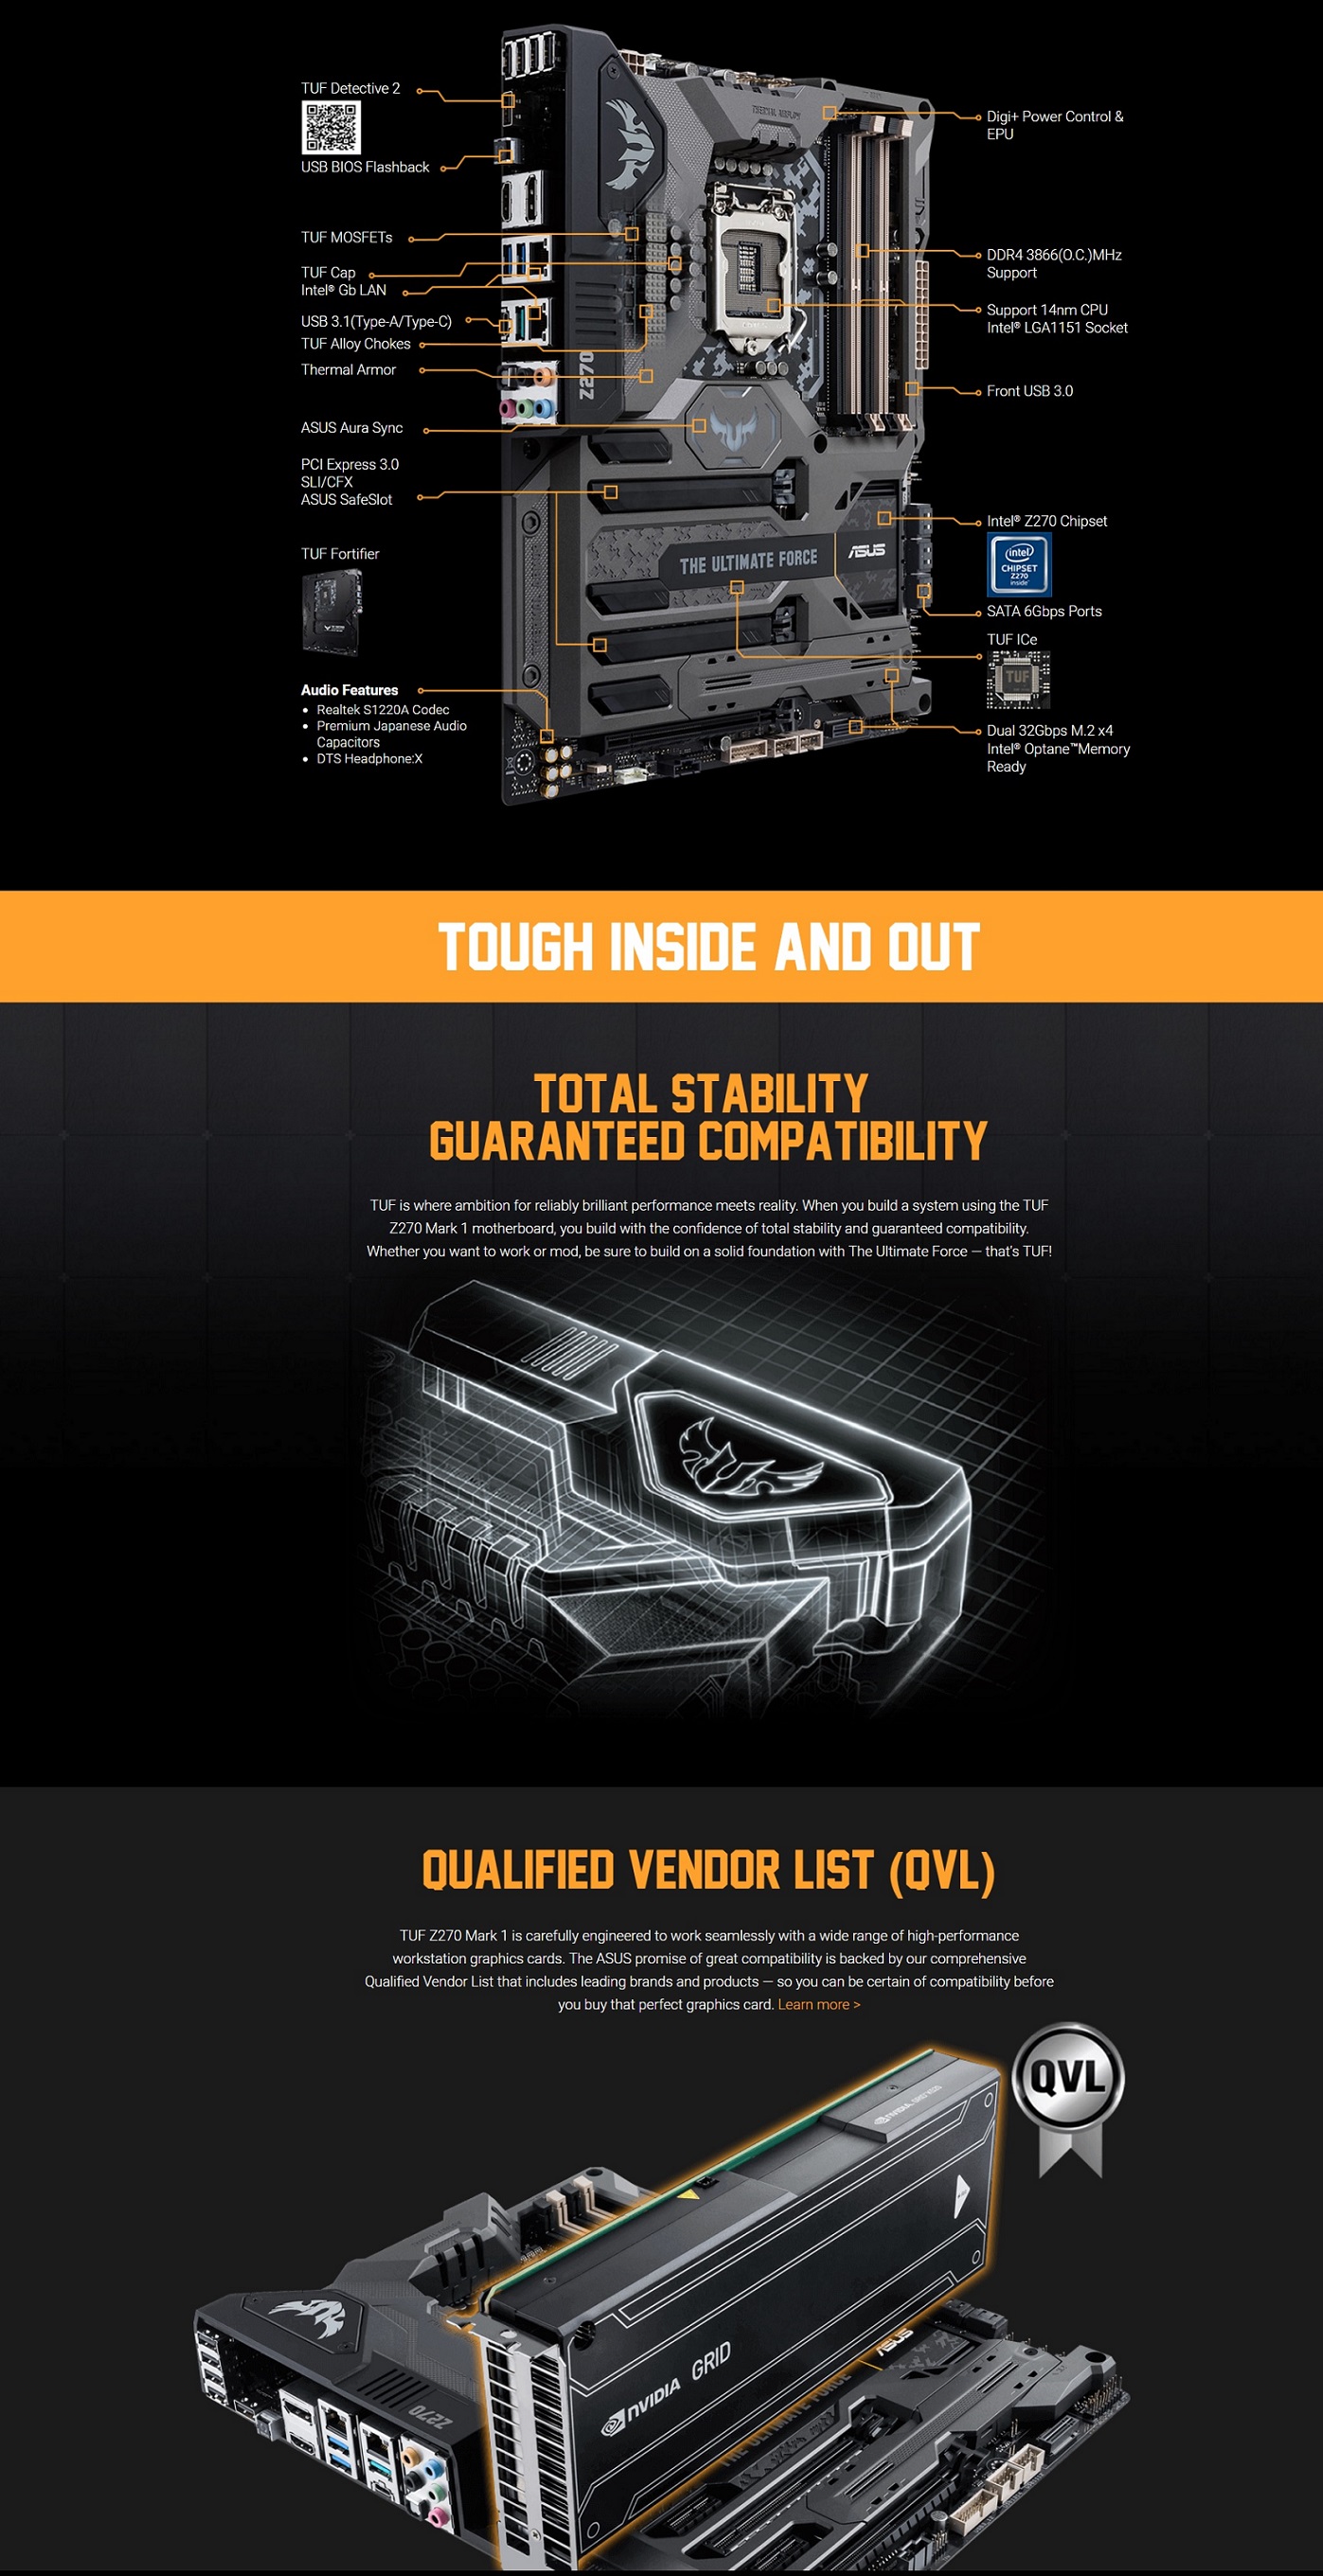 TUF Detective 2
USB BIOS Flashback
TUF MOSFETs
TUF Cap
Intel® Gb LAN
USB 3.1(Type-A/Type-C)
TUF Alloy Chokes
Thermal Armor
ASUS Aura Sync
PCI Express 3.0
SLI/CFX
ASUS SafeSlot
TUF Fortifier
Audio Features
• Realtek S1220A Codec
• Premium Japanese Audio
Capacitors
• DTS Headphone:X
Z270
THE ULTIMATE FORCE
ASUS
Digi+ Power Control &
EPU
DDR4 3866(O.C.)MHz
Support
Support 14nm CPU
Intel® LGA1151 Socket
Front USB 3.0
Intel® Z270 Chipset
intel
CHIPSET
Z270
inside
SATA 6Gbps Ports
TUF ICe
TUF
Dual 32Gbps M.2 x4
Intel® Optane™Memory
Ready
TOUGH INSIDE AND OUT
TOTAL STABILITY
GUARANTEED COMPATIBILITY
TUF is where ambition for reliably brilliant performance meets reality. When you build a system using the TUF
Z270 Mark 1 motherboard, you build with the confidence of total stability and guaranteed compatibility.
Whether you want to work or mod, be sure to build on a solid foundation with The Ultimate Force — that's TUF!
QUALIFIED VENDOR LIST (QVL)
TUF Z270 Mark 1 is carefully engineered to work seamlessly with a wide range of high-performance
workstation graphics cards. The ASUS promise of great compatibility is backed by our comprehensive
Qualified Vendor List that includes leading brands and products — so you can be certain of compatibility before
you buy that perfect graphics card. Learn more >
QVL
NVIDIA GRID
ASUS
THE ULTIMATE FORCE
Z270